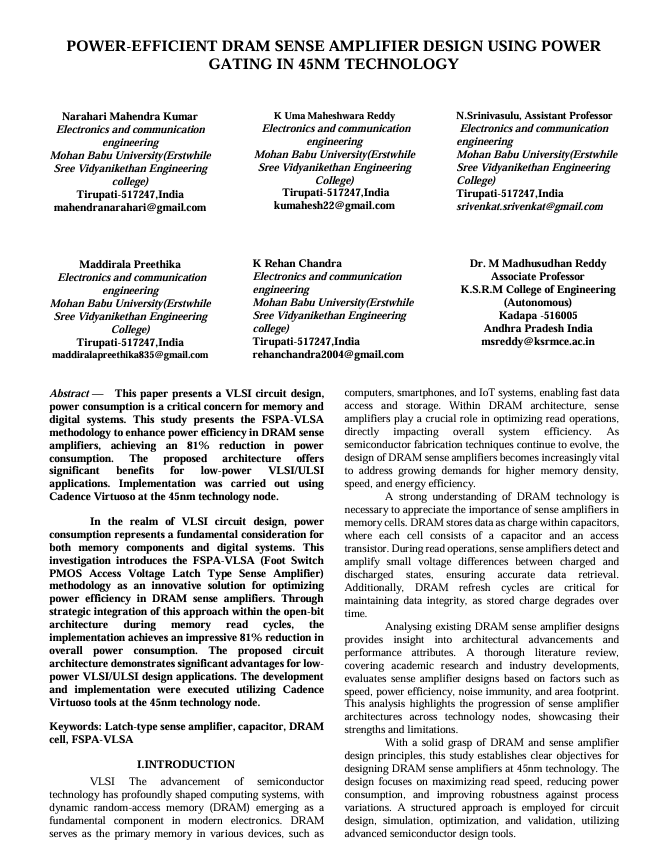 POWER-EFFICIENT DRAM SENSE AMPLIFIER DESIGN USING POWER
GATING IN 45NM TECHNOLOGY
Narahari Mahendra Kumar
Electronics and communication
engineering
Mohan Babu University(Erstwhile
Sree Vidyanikethan Engineering
college)
Tirupati-517247,India
mahendranarahari@gmail.com
K Uma Maheshwara Reddy
Electronics and communication
engineering
Mohan Babu University(Erstwhile
Sree Vidyanikethan Engineering
College)
Tirupati-517247,India
kumahesh22@gmail.com
N.Srinivasulu, Assistant Professor
Electronics and communication
engineering
Mohan Babu University(Erstwhile
Sree Vidyanikethan Engineering
College)
Tirupati-517247,India
srivenkat.srivenkat@gmail.com
Maddirala Preethika
Electronics and communication
engineering
Mohan Babu University(Erstwhile
Sree Vidyanikethan Engineering
College)
Tirupati-517247,India
maddiralapreethika835@gmail.com
K Rehan Chandra
Electronics and communication
engineering
Mohan Babu University(Erstwhile
Sree Vidyanikethan Engineering
college)
Tirupati-517247,India
rehanchandra2004@gmail.com
Dr. M Madhusudhan Reddy
Associate Professor
K.S.R.M College of Engineering
(Autonomous)
Kadapa -516005
Andhra Pradesh India
msreddy@ksrmce.ac.in
Abstract — This paper presents a VLSI circuit design,
power consumption is a critical concern for memory and
digital systems. This study presents the FSPA-VLSA
methodology to enhance power efficiency in DRAM sense
amplifiers, achieving an 81% reduction in power
consumption. The proposed architecture offers
significant benefits for low-power VLSI/ULSI
applications. Implementation was carried out using
Cadence Virtuoso at the 45nm technology node.
In the realm of VLSI circuit design, power
consumption represents a fundamental consideration for
both memory components and digital systems. This
investigation introduces the FSPA-VLSA (Foot Switch
PMOS Access Voltage Latch Type Sense Amplifier)
methodology as an innovative solution for optimizing
power efficiency in DRAM sense amplifiers. Through
strategic integration of this approach within the open-bit
architecture during memory read cycles, the
implementation achieves an impressive 81% reduction in
overall power consumption. The proposed circuit
architecture demonstrates significant advantages for low-
power VLSI/ULSI design applications. The development
and implementation were executed utilizing Cadence
Virtuoso tools at the 45nm technology node.
Keywords: Latch-type sense amplifier, capacitor, DRAM
cell, FSPA-VLSA
I.INTRODUCTION
VLSI The advancement of semiconductor
technology has profoundly shaped computing systems, with
dynamic random-access memory (DRAM) emerging as a
fundamental component in modern electronics. DRAM
serves as the primary memory in various devices, such as
computers, smartphones, and IoT systems, enabling fast data
access and storage. Within DRAM architecture, sense
amplifiers play a crucial role in optimizing read operations,
directly impacting overall system efficiency. As
semiconductor fabrication techniques continue to evolve, the
design of DRAM sense amplifiers becomes increasingly vital
to address growing demands for higher memory density,
speed, and energy efficiency.
A strong understanding of DRAM technology is
necessary to appreciate the importance of sense amplifiers in
memory cells. DRAM stores data as charge within capacitors,
where each cell consists of a capacitor and an access
transistor. During read operations, sense amplifiers detect and
amplify small voltage differences between charged and
discharged states, ensuring accurate data retrieval.
Additionally, DRAM refresh cycles are critical for
maintaining data integrity, as stored charge degrades over
time.
Analysing existing DRAM sense amplifier designs
provides insight into architectural advancements and
performance attributes. A thorough literature review,
covering academic research and industry developments,
evaluates sense amplifier designs based on factors such as
speed, power efficiency, noise immunity, and area footprint.
This analysis highlights the progression of sense amplifier
architectures across technology nodes, showcasing their
strengths and limitations.
With a solid grasp of DRAM and sense amplifier
design principles, this study establishes clear objectives for
designing DRAM sense amplifiers at 45nm technology. The
design focuses on maximizing read speed, reducing power
consumption, and improving robustness against process
variations. A structured approach is employed for circuit
design, simulation, optimization, and validation, utilizing
advanced semiconductor design tools.